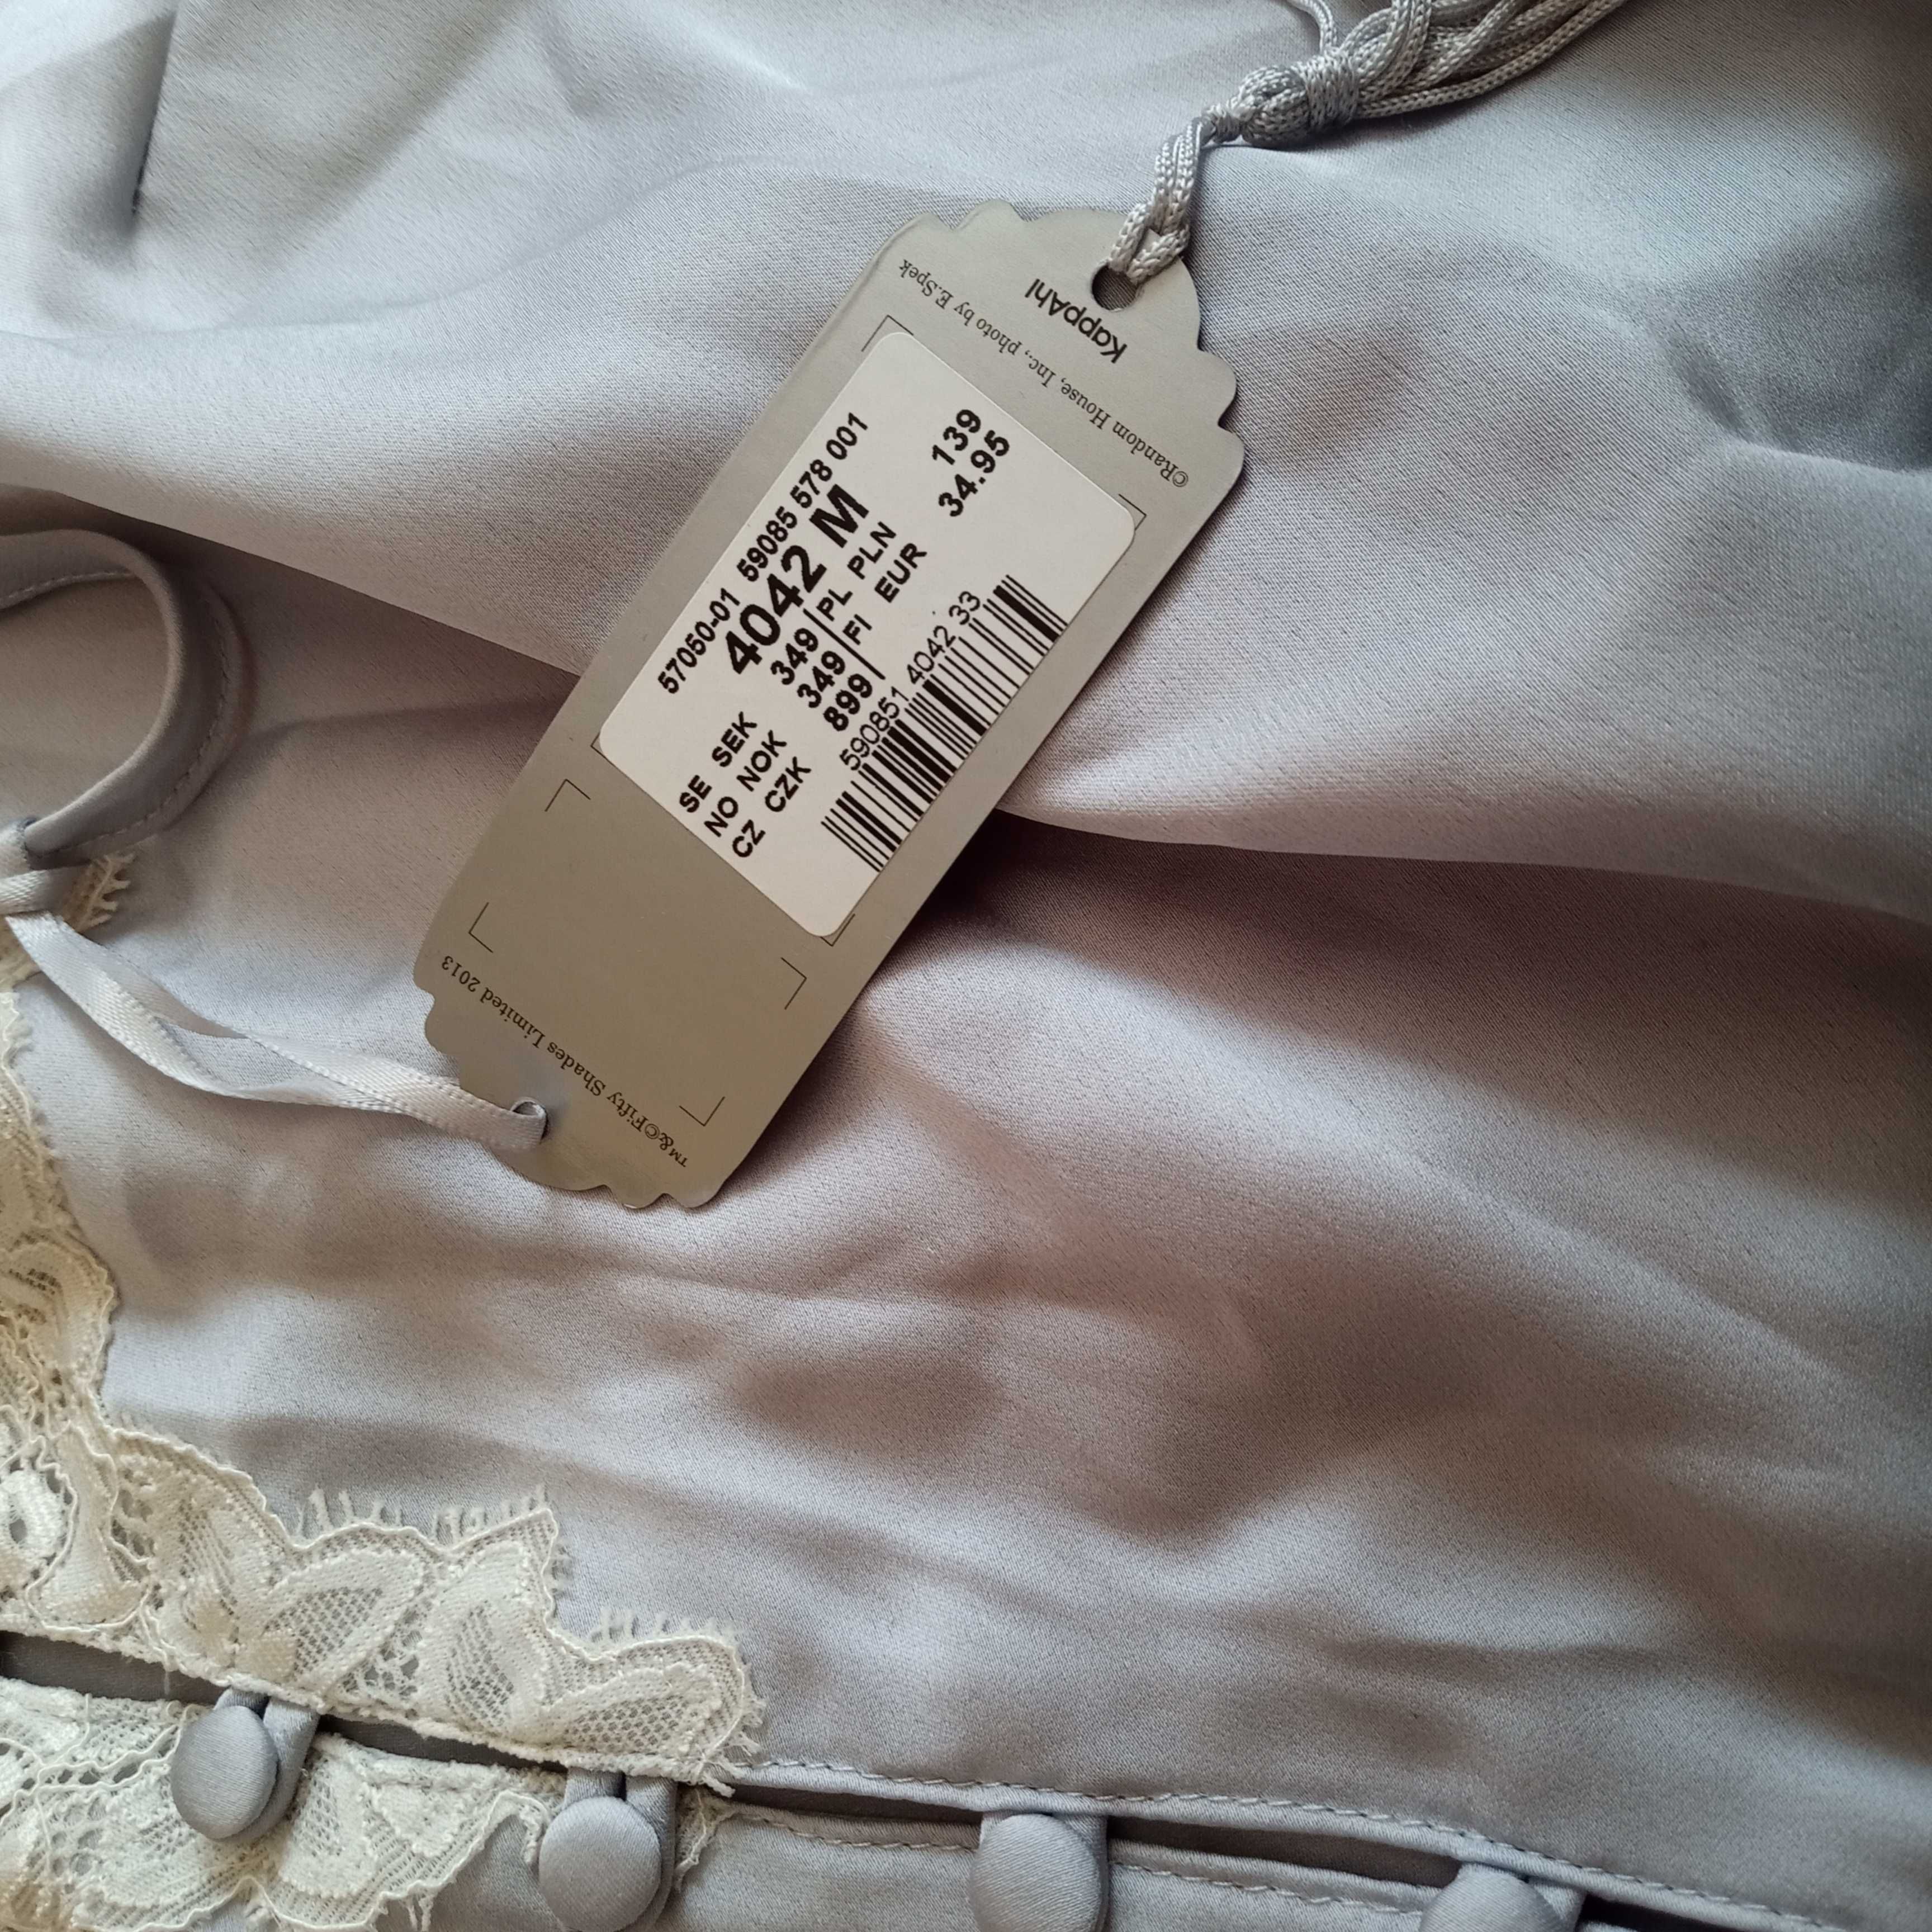 KappAhl
©Random House, Inc., photo by E.Spek
57050-01 59085 578 001
4042 M
SE SEK 349 PL PLN 139
NO NOK 349 FI EUR 34.95
CZ CZK 899
590851 4042 33
™&©Fifty Shades Limited 2013